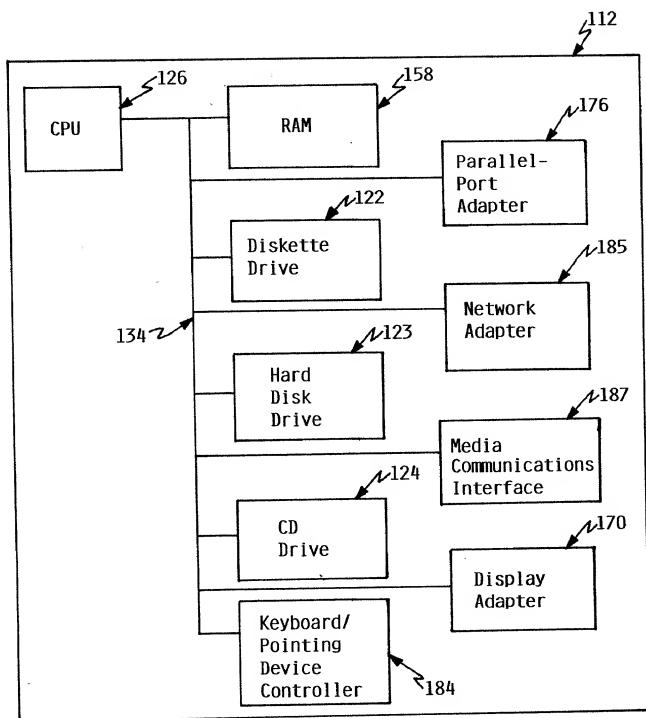 112
126
CPU
158
RAM
176
Parallel-
Port
Adapter
122
Diskette
Drive
185
Network
Adapter
134
123
Hard
Disk
Drive
187
Media
Communications
Interface
124
CD
Drive
170
Display
Adapter
Keyboard/
Pointing
Device
Controller
184